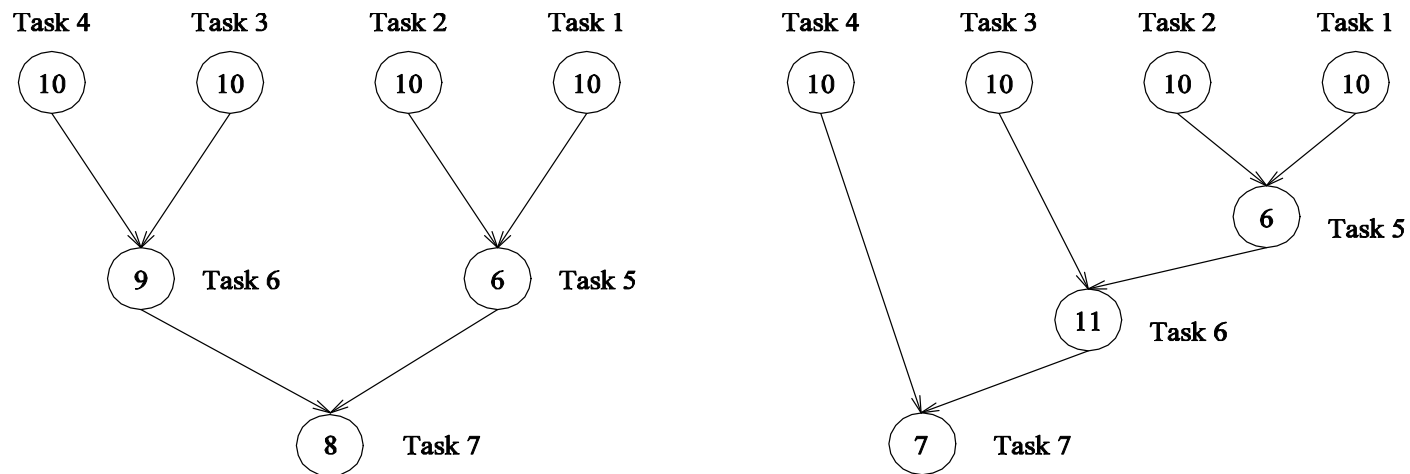 Task 4 Task 3 Task 2 Task 1
10 10 10 10
9 Task 6 6 Task 5
8 Task 7
Task 4 Task 3 Task 2 Task 1
10 10 10 10
6 Task 5
11 Task 6
7 Task 7